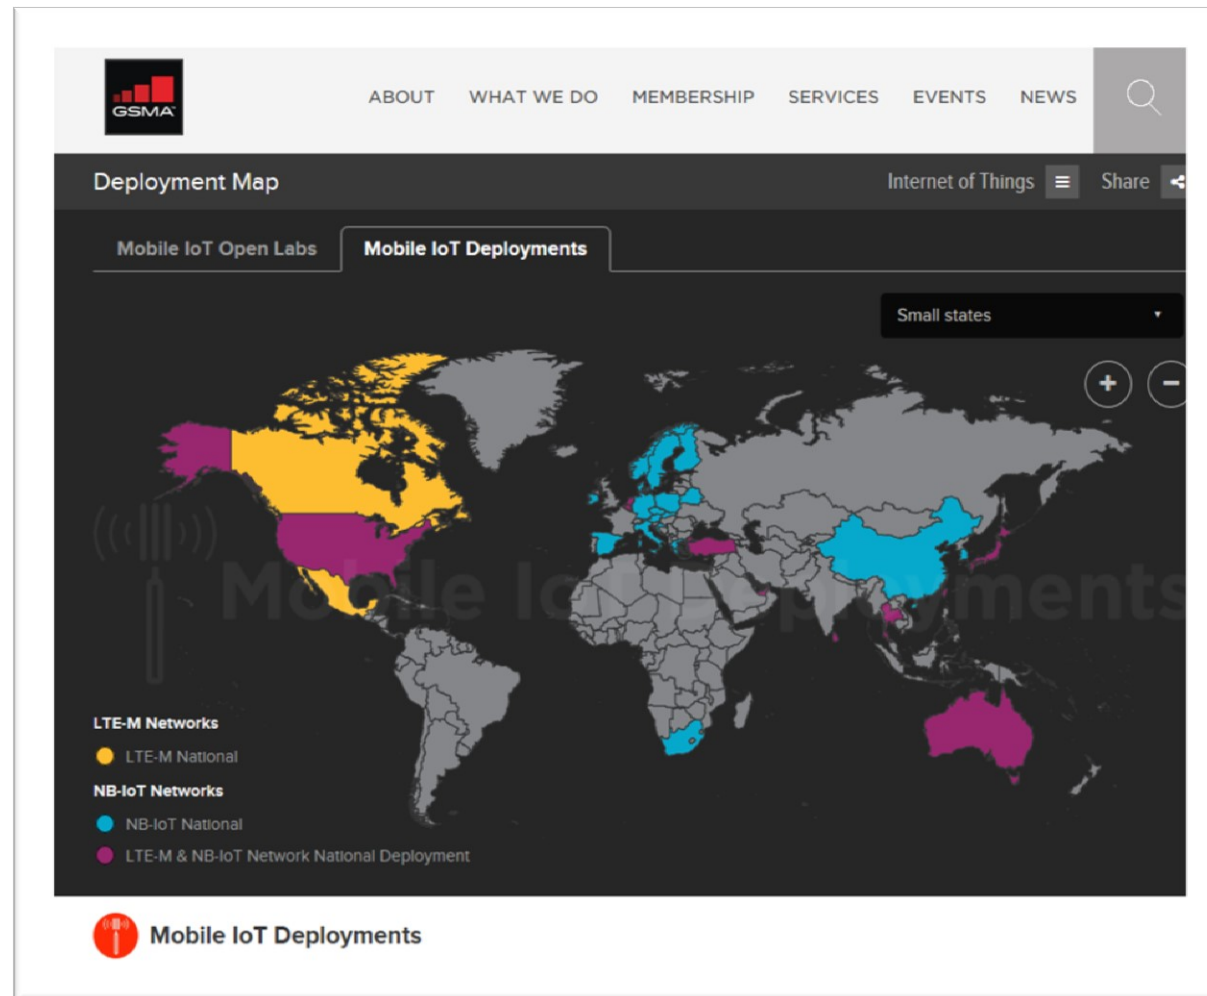 GSMA™
ABOUT WHAT WE DO MEMBERSHIP SERVICES EVENTS NEWS
Deployment Map
Internet of Things Share
Mobile IoT Open Labs Mobile IoT Deployments
Small states
Mobile IoT Deployments
LTE-M Networks
LTE-M National
NB-IoT Networks
NB-IoT National
LTE-M & NB-IoT Network National Deployment
Mobile IoT Deployments